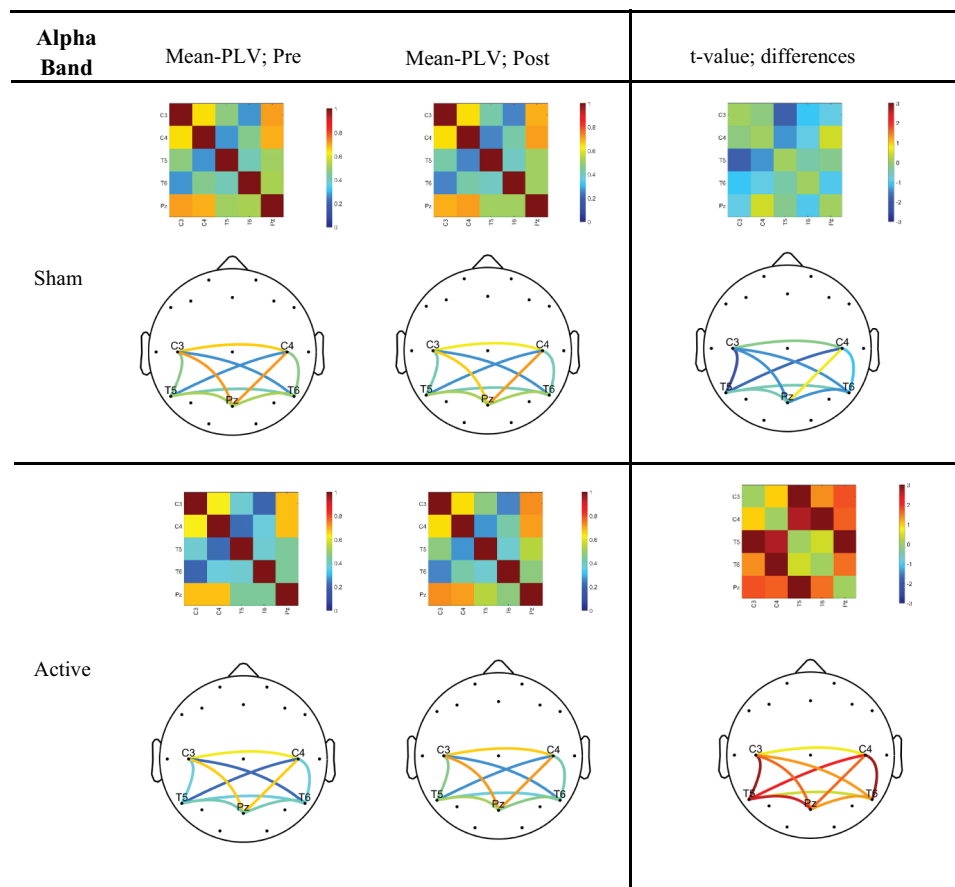 Alpha Band
Mean-PLV; Pre
Mean-PLV; Post
t-value; differences
C3
C4
T5
T6
Pz
C3
C4
T5
T6
Pz
1
0.8
0.6
0.4
0.2
0
C3
C4
T5
T6
Pz
C3
C4
T5
T6
Pz
1
0.8
0.6
0.4
0.2
0
C3
C4
T5
T6
Pz
C3
C4
T5
T6
Pz
3
2
1
0
-1
-2
-3
Sham
C3
C4
T5
T6
Pz
C3
C4
T5
T6
Pz
C3
C4
T5
T6
Pz
C3
C4
T5
T6
Pz
C3
C4
T5
T6
Pz
1
0.8
0.6
0.4
0.2
0
C3
C4
T5
T6
Pz
C3
C4
T5
T6
Pz
1
0.8
0.6
0.4
0.2
0
C3
C4
T5
T6
Pz
C3
C4
T5
T6
Pz
3
2
1
0
-1
-2
-3
Active
C3
C4
T5
T6
Pz
C3
C4
T5
T6
Pz
C3
C4
T5
T6
Pz